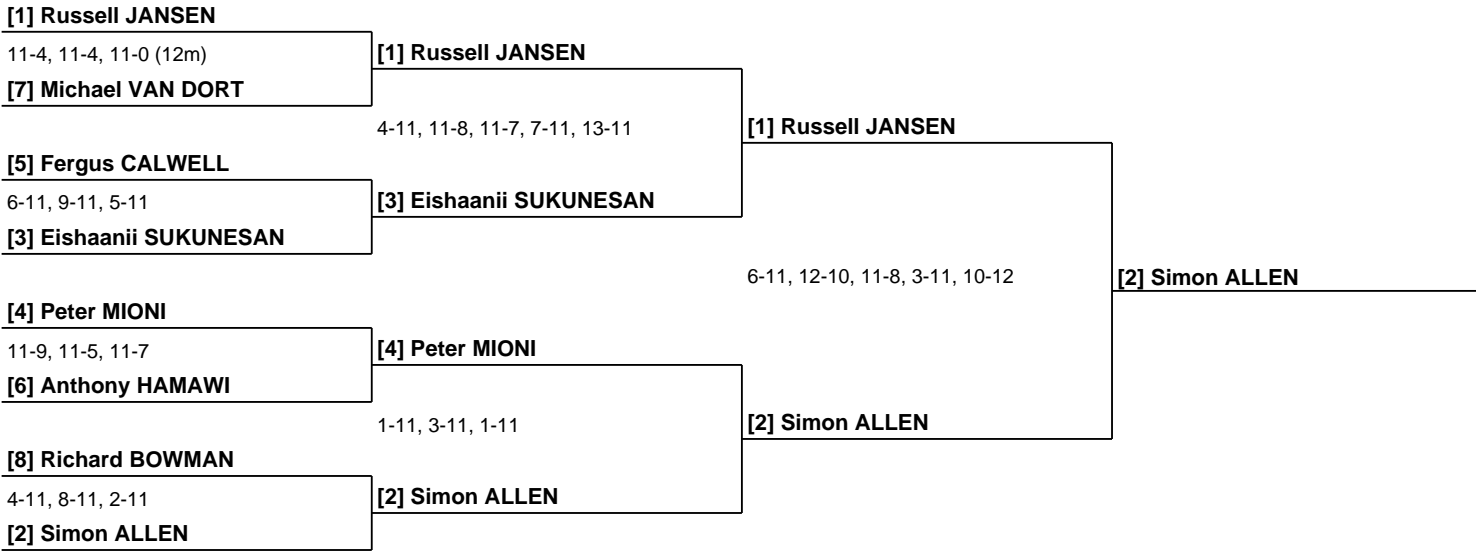 [1] Russell JANSEN
11-4, 11-4, 11-0 (12m)
[7] Michael VAN DORT
[5] Fergus CALWELL
6-11, 9-11, 5-11
[3] Eishaanii SUKUNESAN
[4] Peter MIONI
11-9, 11-5, 11-7
[6] Anthony HAMAWI
[8] Richard BOWMAN
4-11, 8-11, 2-11
[2] Simon ALLEN
[1] Russell JANSEN
4-11, 11-8, 11-7, 7-11, 13-11
[3] Eishaanii SUKUNESAN
[4] Peter MIONI
1-11, 3-11, 1-11
[2] Simon ALLEN
[1] Russell JANSEN
6-11, 12-10, 11-8, 3-11, 10-12
[2] Simon ALLEN
[2] Simon ALLEN